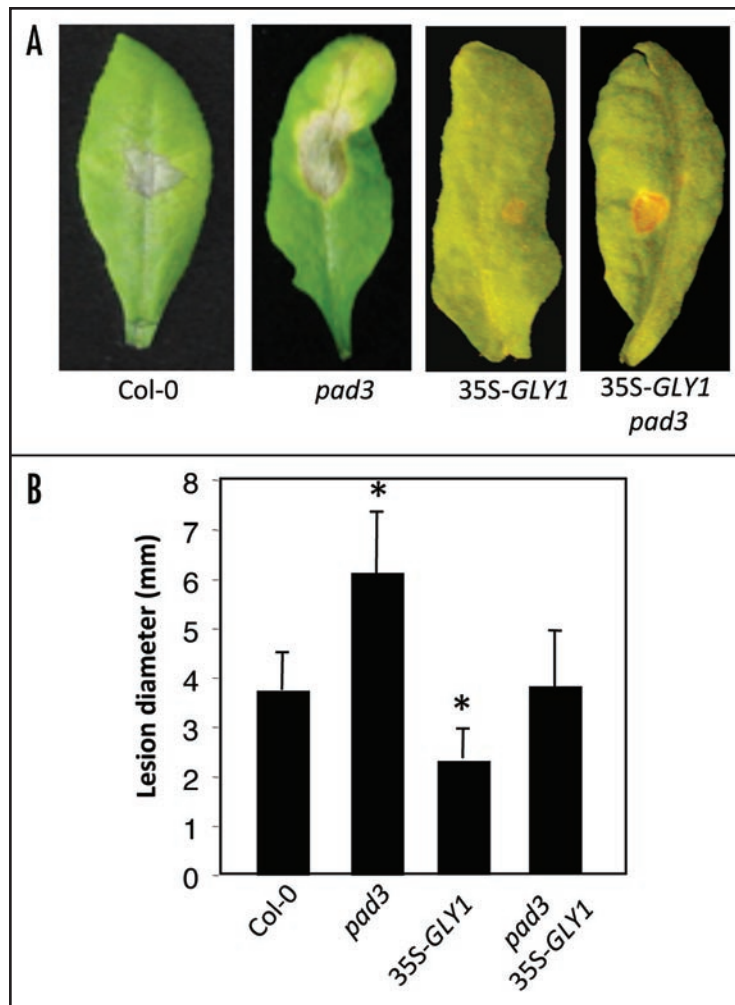 A
Col-0
pad3
35S-GLY1
35S-GLY1
pad3
B
Lesion diameter (mm)
8
7
6
5
4
3
2
1
0
*
*
Col-0
pad3
35S-GLY1
pad3
35S-GLY1